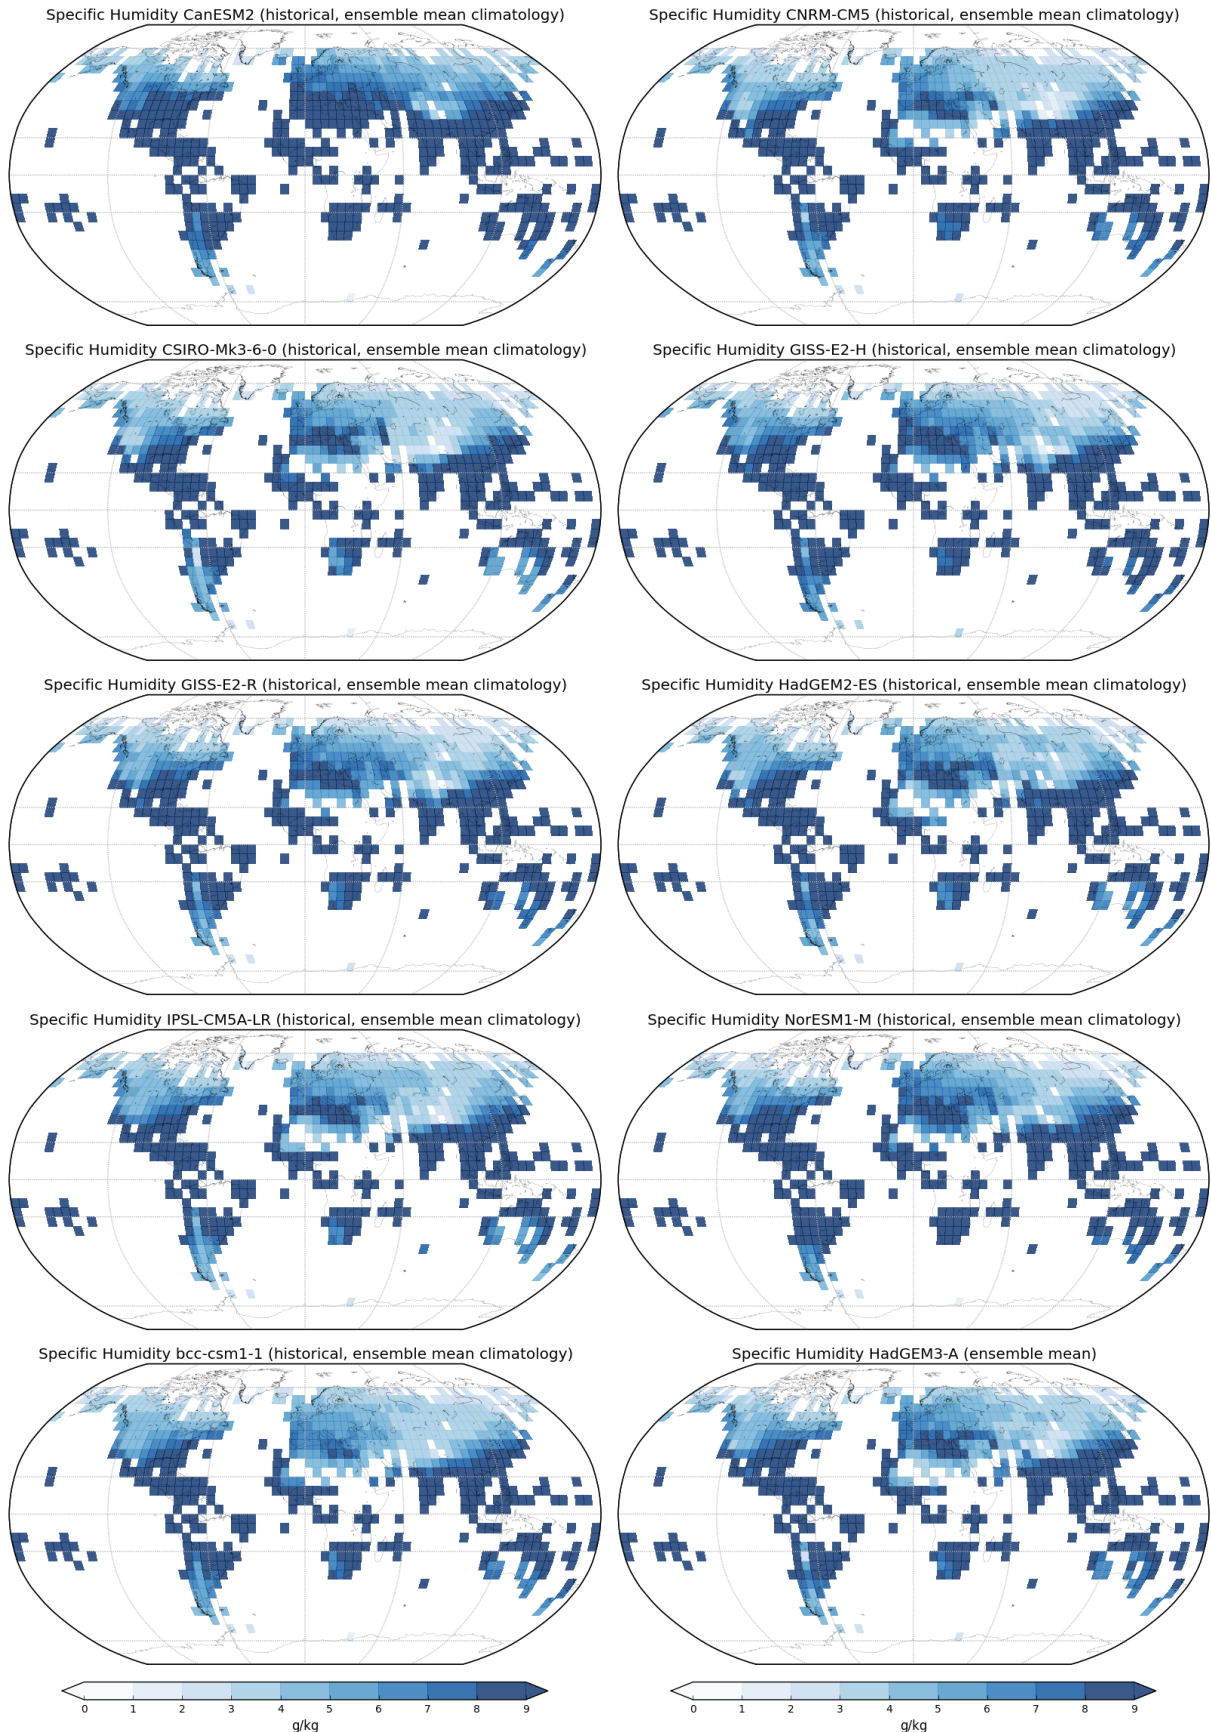 Specific Humidity CanESM2 (historical, ensemble mean climatology)
Specific Humidity CNRM-CM5 (historical, ensemble mean climatology)
Specific Humidity CSIRO-Mk3-6-0 (historical, ensemble mean climatology)
Specific Humidity GISS-E2-H (historical, ensemble mean climatology)
Specific Humidity GISS-E2-R (historical, ensemble mean climatology)
Specific Humidity HadGEM2-ES (historical, ensemble mean climatology)
Specific Humidity IPSL-CM5A-LR (historical, ensemble mean climatology)
Specific Humidity NorESM1-M (historical, ensemble mean climatology)
Specific Humidity bcc-csm1-1 (historical, ensemble mean climatology)
Specific Humidity HadGEM3-A (ensemble mean)
0 1 2 3 4 5 6 7 8 9
g/kg
0 1 2 3 4 5 6 7 8 9
g/kg